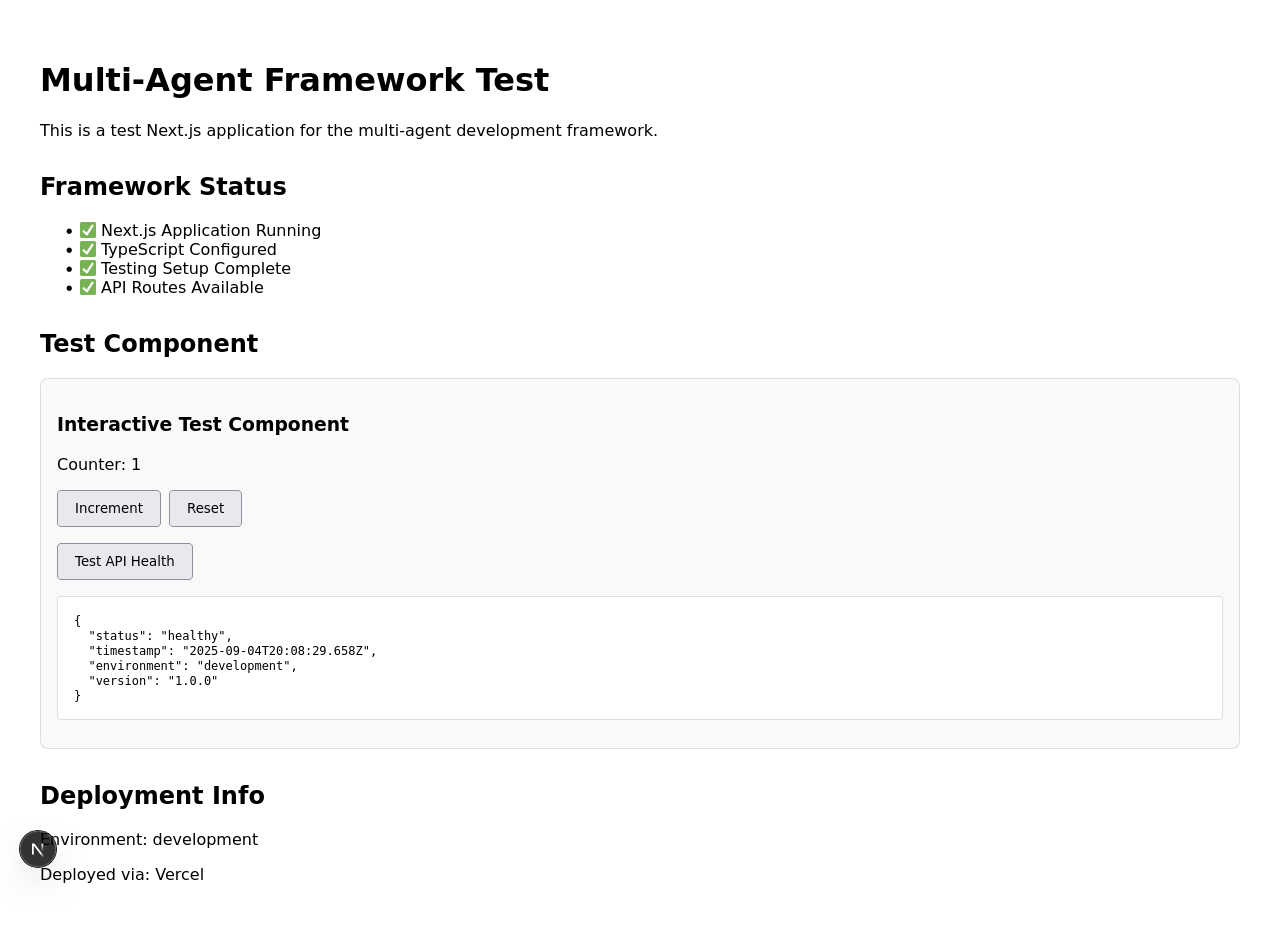 Multi-Agent Framework Test
This is a test Next.js application for the multi-agent development framework.
Framework Status
• ✅ Next.js Application Running
• ✅ TypeScript Configured
• ✅ Testing Setup Complete
• ✅ API Routes Available
Test Component
Interactive Test Component
Counter: 1
Increment Reset
Test API Health
{
  "status": "healthy",
  "timestamp": "2025-09-04T20:08:29.658Z",
  "environment": "development",
  "version": "1.0.0"
}
Deployment Info
Environment: development
N
Deployed via: Vercel